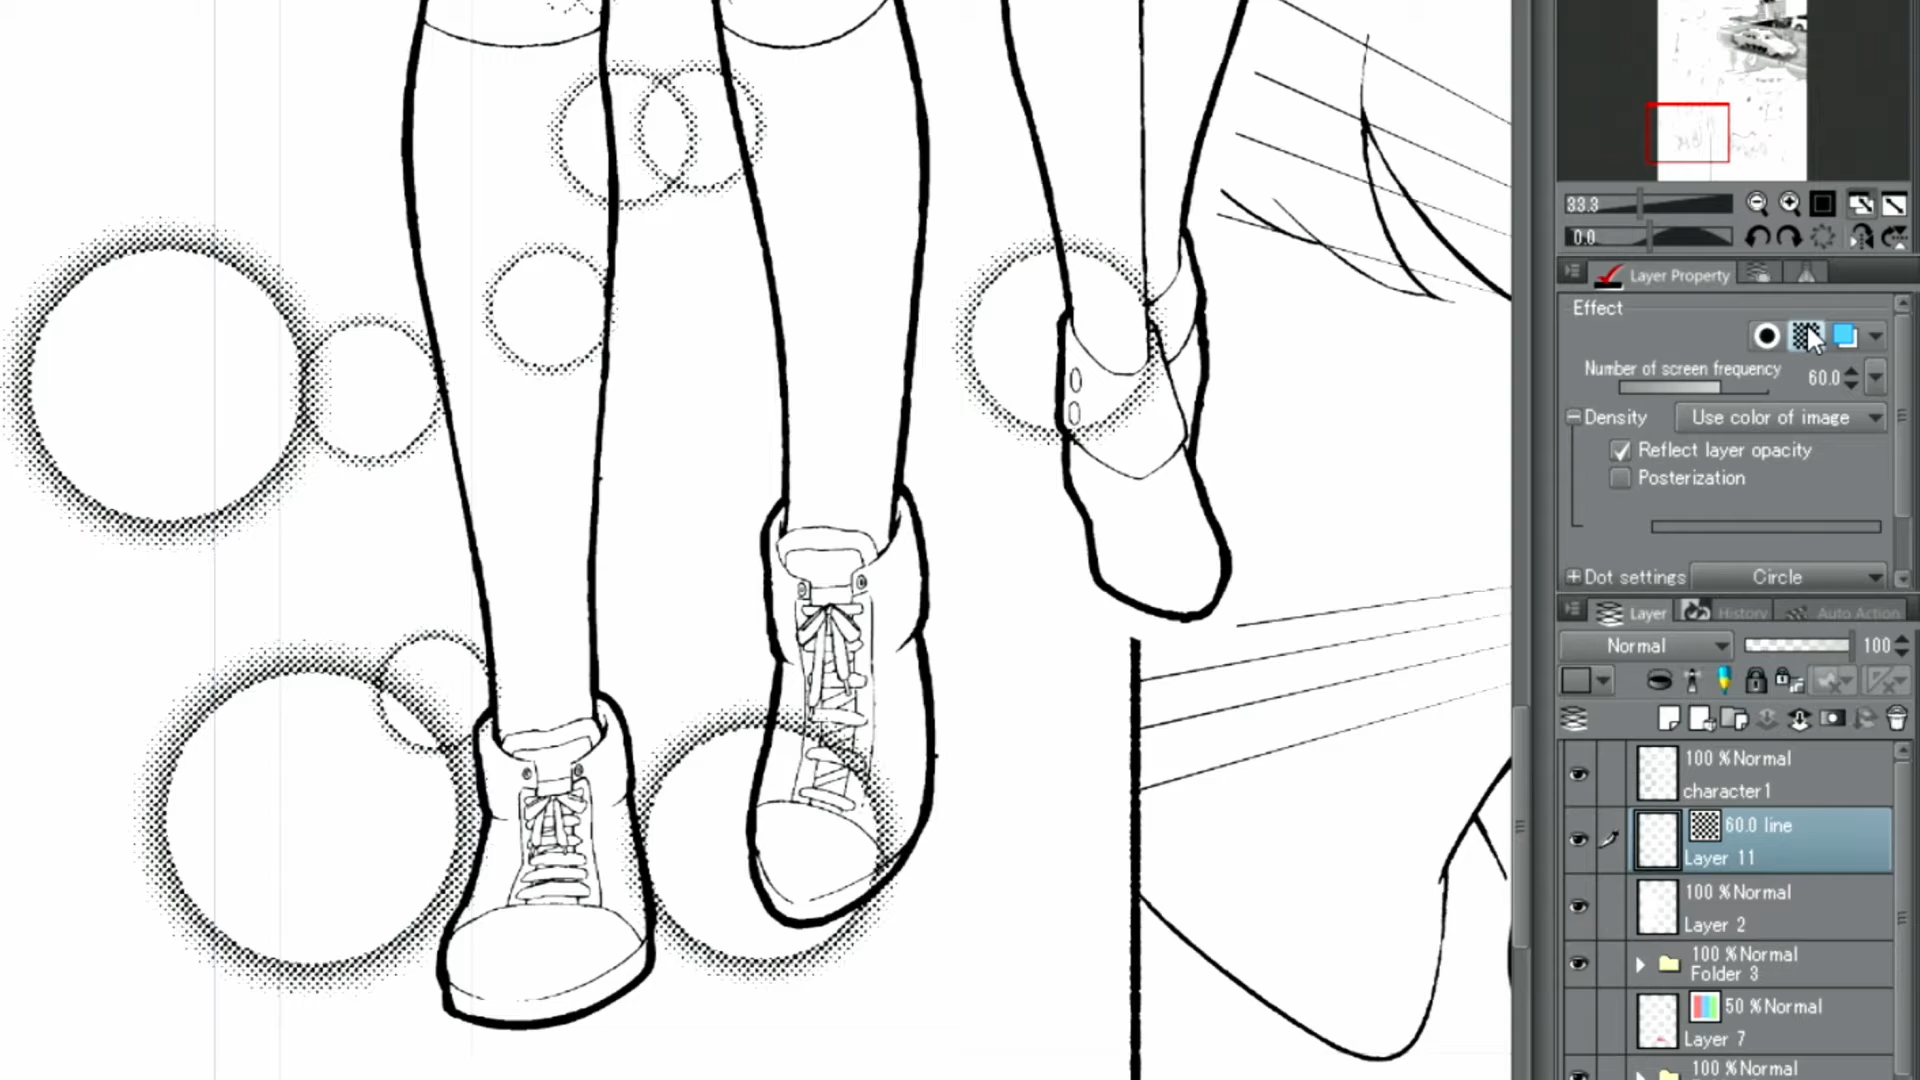 33.3
0.0
Layer Property
Effect
Number of screen frequency
60.0
Density
Use color of image
Reflect layer opacity
Posterization
Dot settings
Circle
Layer
History
Auto Action
Normal
100
100 %Normal
character1
60.0 line
Layer 11
100 %Normal
Layer 2
100 %Normal
Folder 3
50 %Normal
Layer 7
100 %Normal